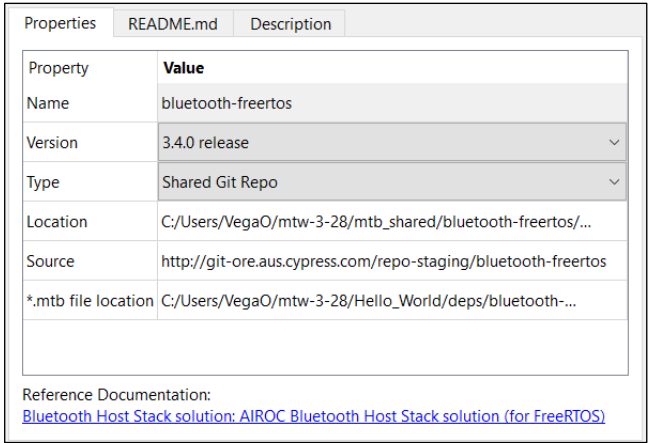 Properties README.md Description
Property Value
Name bluetooth-freertos
Version 3.4.0 release
Type Shared Git Repo
Location C:/Users/VegaO/mtw-3-28/mtb_shared/bluetooth-freertos/...
Source http://git-ore.aus.cypress.com/repo-staging/bluetooth-freertos
*.mtb file location C:/Users/VegaO/mtw-3-28/Hello_World/deps/bluetooth-...
Reference Documentation:
Bluetooth Host Stack solution: AIROC Bluetooth Host Stack solution (for FreeRTOS)